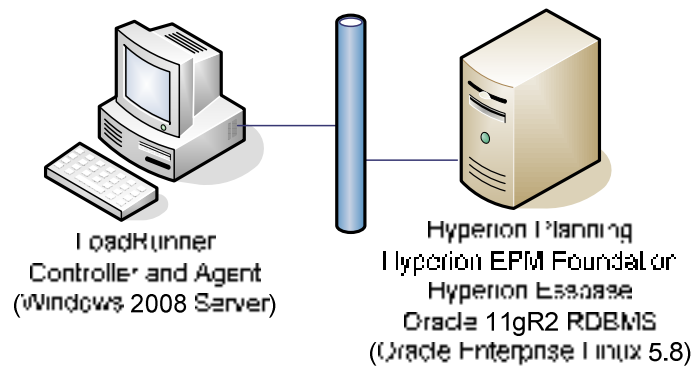 LoadRunner
Controller and Agent
(Windows 2008 Server)
Hyperion Planning
Hyperion EPM Foundation
Hyperion Essbase
Oracle 11gR2 RDBMS
(Oracle Enterprise Linux 5.8)